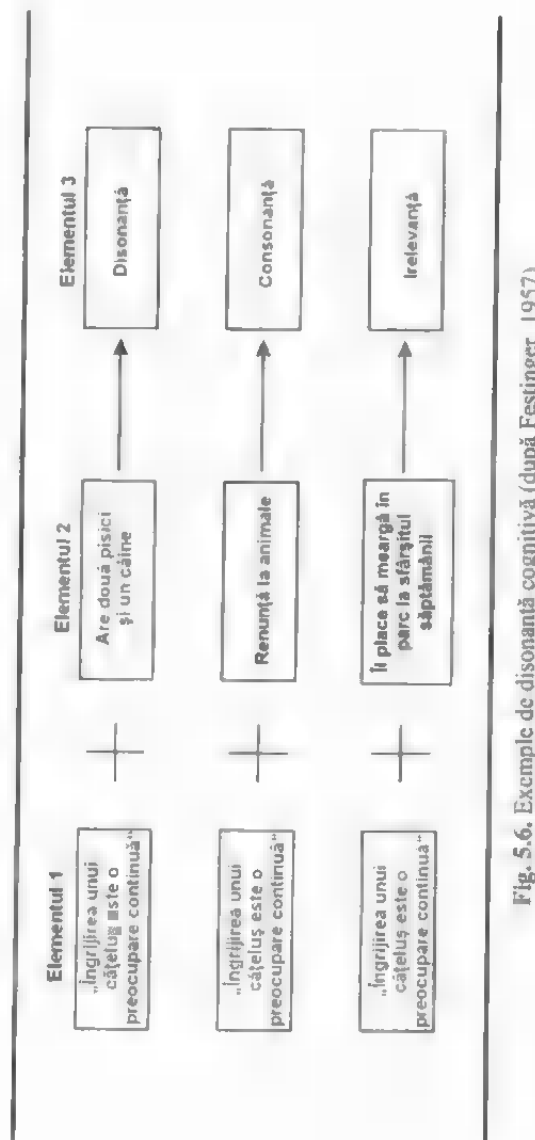 Elementul 1
Elementul 2
Elementul 3
„Îngrijirea unui
cățeluș este o
preocupare continuă“
Are două pisici
și un câine
Disonanță
„Îngrijirea unui
cățeluș este o
preocupare continuă“
Renunță la animale
Consonanță
„Îngrijirea unui
cățeluș este o
preocupare continuă“
Îi place să meargă în
parc la sfârșitul
săptămânii
Irelevanță
Fig. 5.6. Exemple de disonanță cognitivă (după Festinger, 1957)